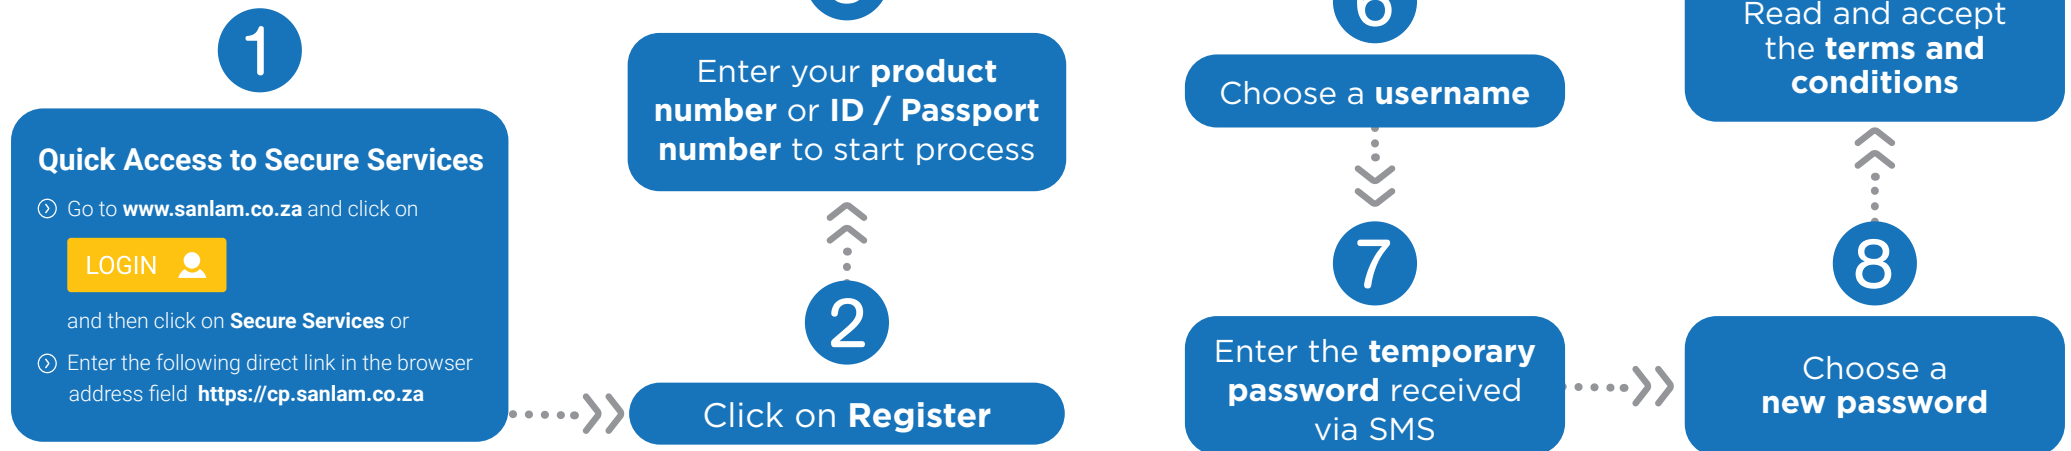 1
Quick Access to Secure Services
Go to www.sanlam.co.za and click on
LOGIN
and then click on Secure Services or
Enter the following direct link in the browser
address field https://cp.sanlam.co.za
2
Click on Register
Enter your product
number or ID / Passport
number to start process
6
Choose a username
7
Enter the temporary
password received
via SMS
8
Choose a
new password
Read and accept
the terms and
conditions